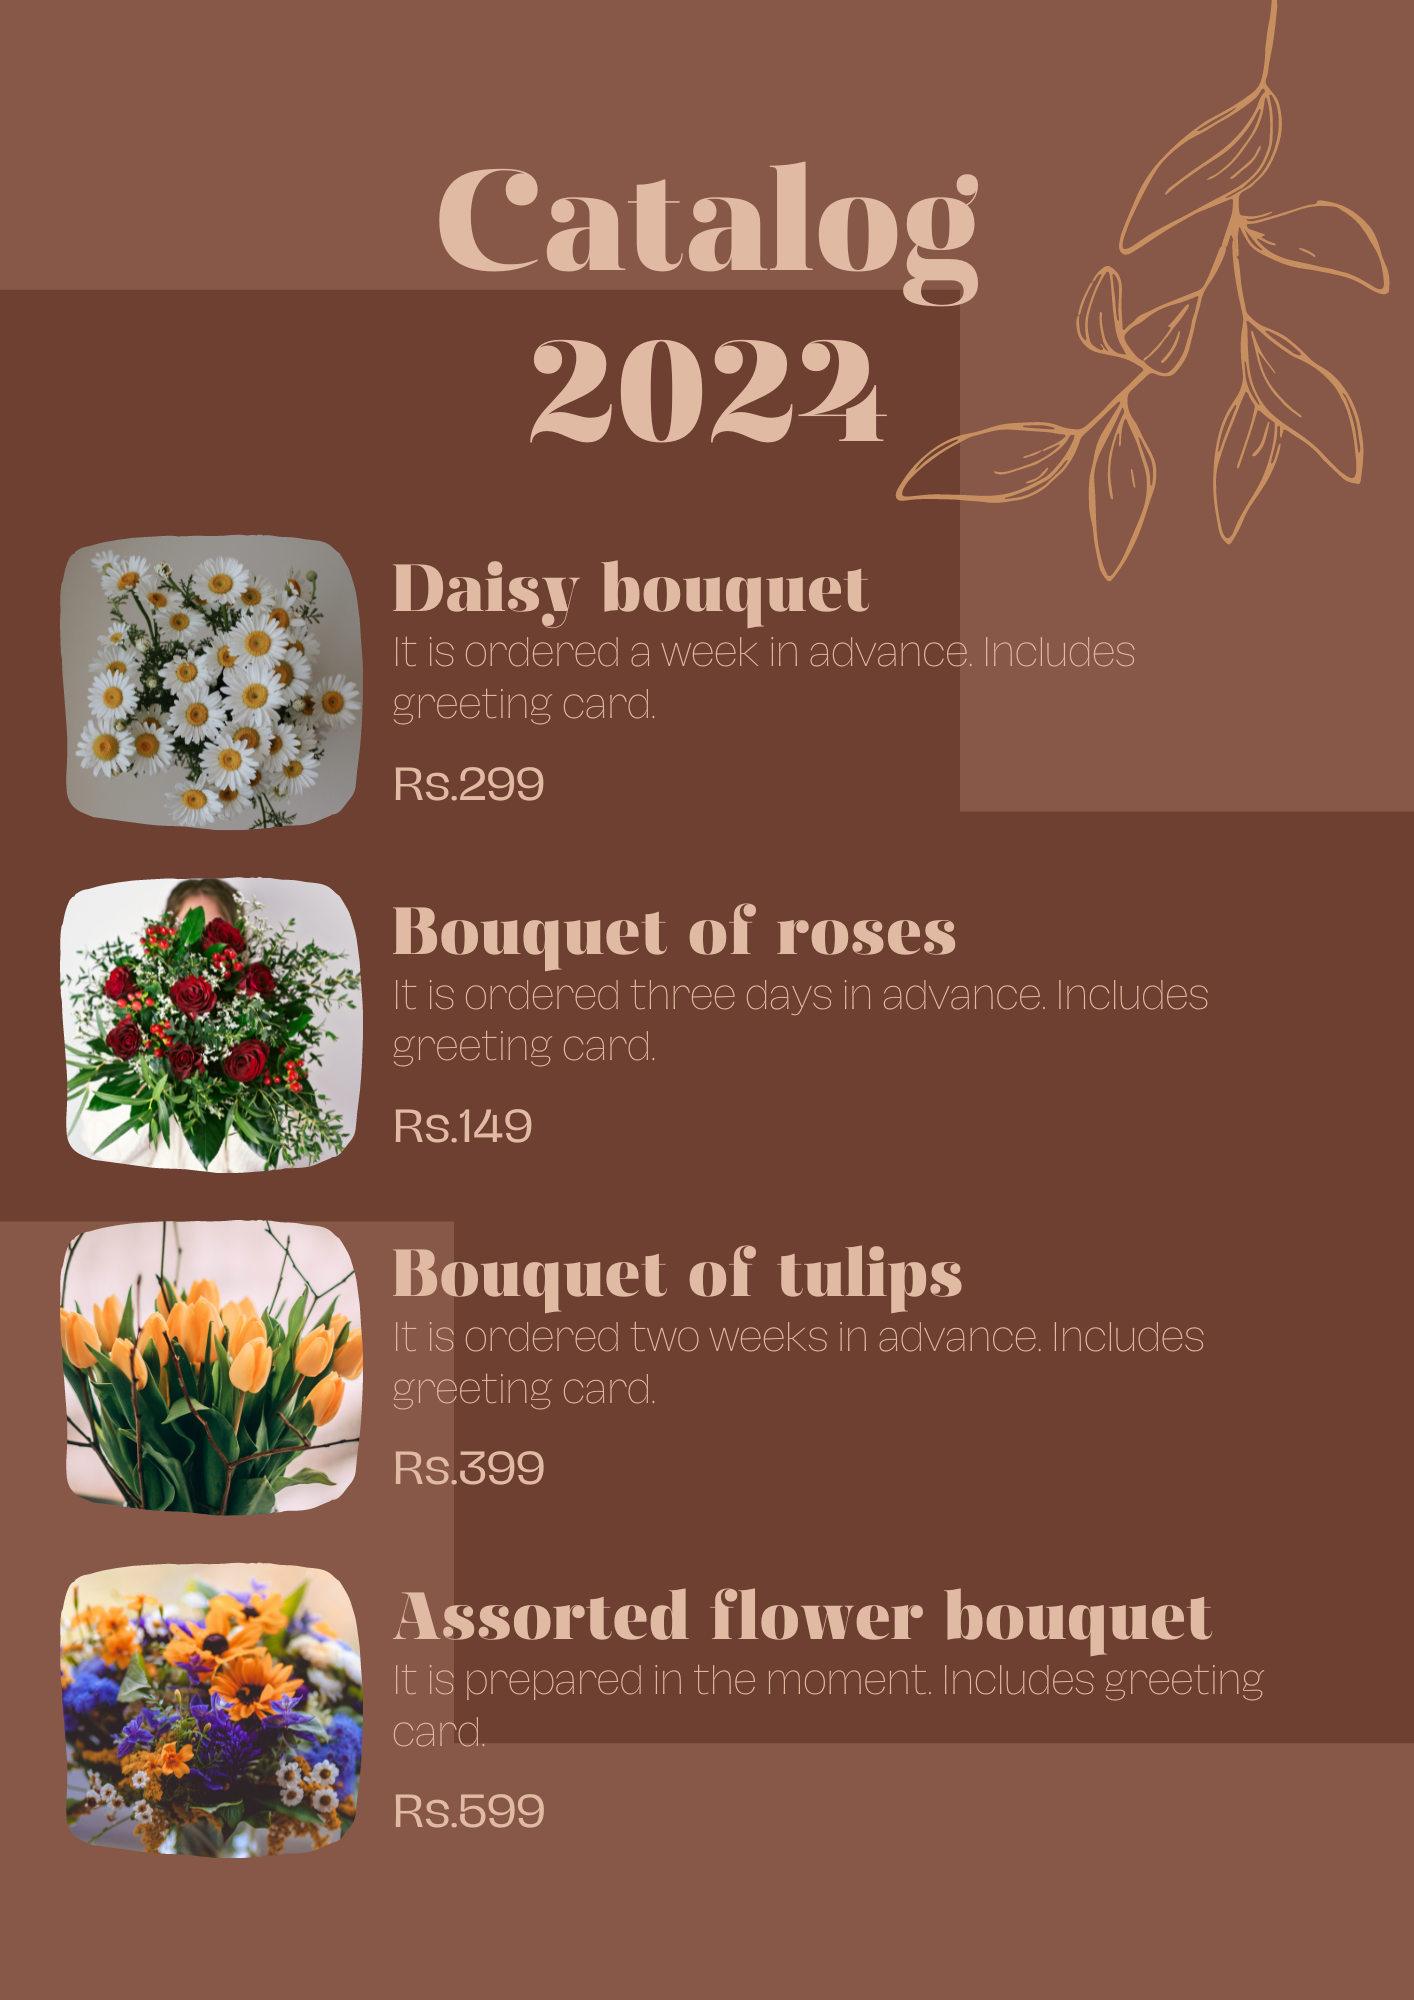 Catalog
2024
Daisy bouquet
It is ordered a week in advance. Includes
greeting card.
Rs.299
Bouquet of roses
It is ordered three days in advance. Includes
greeting card.
Rs.149
Bouquet of tulips
It is ordered two weeks in advance. Includes
greeting card.
Rs.399
Assorted flower bouquet
It is prepared in the moment. Includes greeting
card.
Rs.599